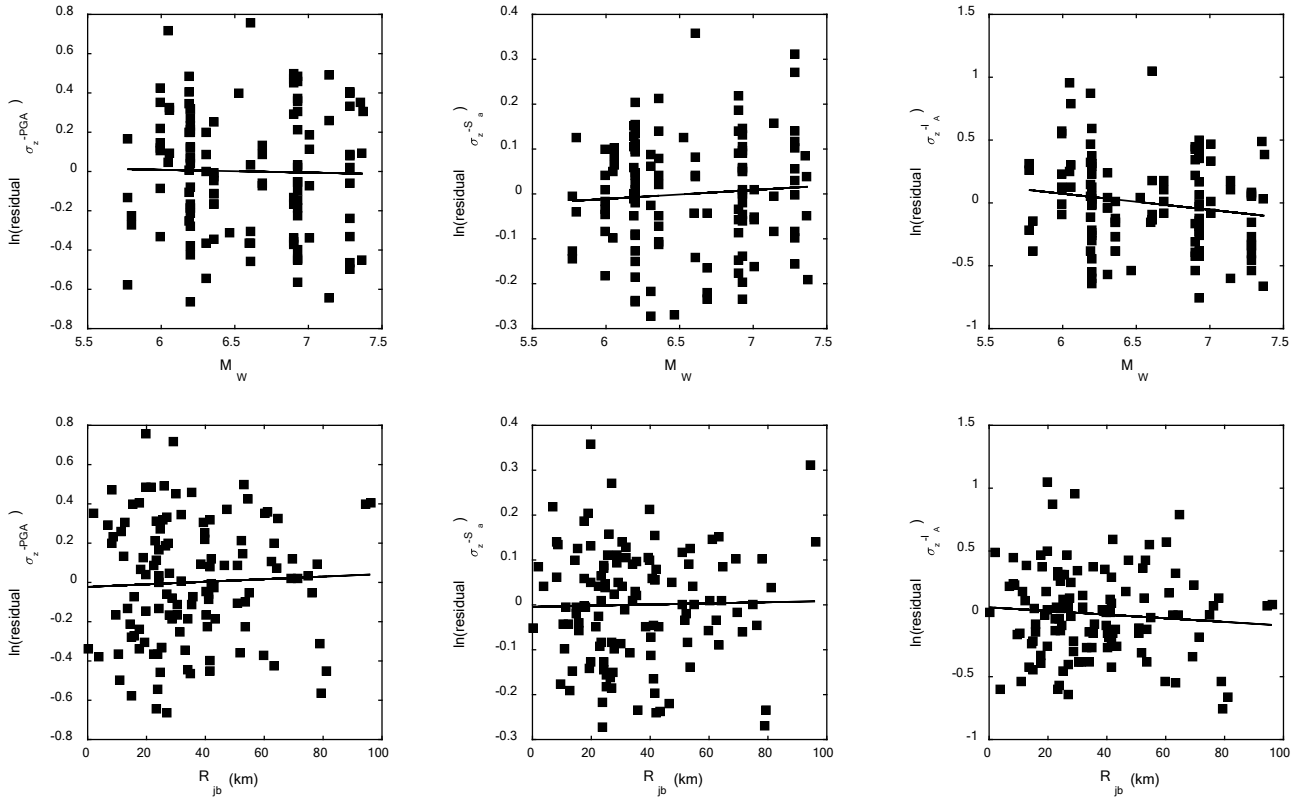 0.8
0.6
0.4
0.2
0
-0.2
-0.4
-0.6
-0.8
ln(residual σz-PGA)
5.5 6 6.5 7 7.5
MW
0.4
0.3
0.2
0.1
0
-0.1
-0.2
-0.3
ln(residual σz-Sa)
5.5 6 6.5 7 7.5
MW
1.5
1
0.5
0
-0.5
-1
ln(residual σz-IA)
5.5 6 6.5 7 7.5
MW
0.8
0.6
0.4
0.2
0
-0.2
-0.4
-0.6
-0.8
ln(residual σz-PGA)
0 20 40 60 80 100
Rjb (km)
0.4
0.3
0.2
0.1
0
-0.1
-0.2
-0.3
ln(residual σz-Sa)
0 20 40 60 80 100
Rjb (km)
1.5
1
0.5
0
-0.5
-1
ln(residual σz-IA)
0 20 40 60 80 100
Rjb (km)